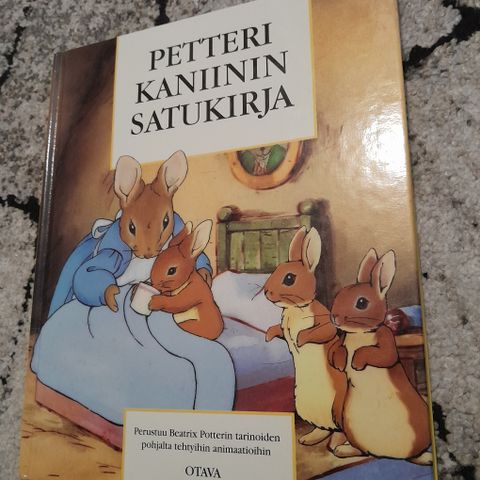 PETTERI
KANIININ
SATUKIRJA
Perustuu Beatrix Potterin tarinoiden
pohjalta tehtyihin animaatioihin
OTAVA